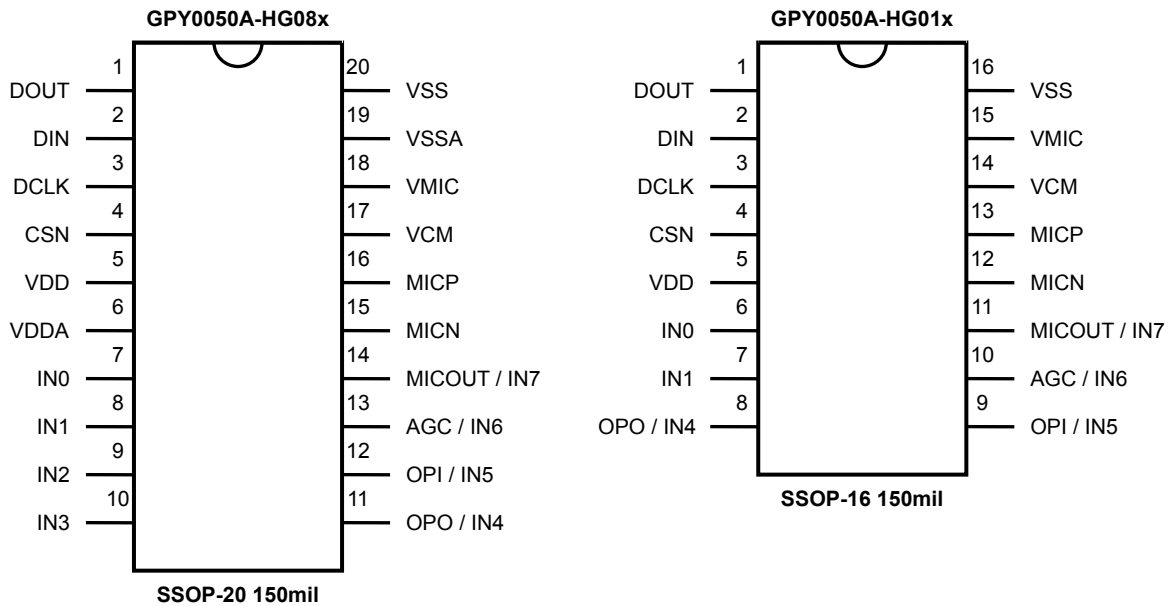 GPY0050A-HG08x
1
DOUT
2
DIN
3
DCLK
4
CSN
5
VDD
6
VDDA
7
IN0
8
IN1
9
IN2
10
IN3
20
VSS
19
VSSA
18
VMIC
17
VCM
16
MICP
15
MICN
14
MICOUT / IN7
13
AGC / IN6
12
OPI / IN5
11
OPO / IN4
SSOP-20 150mil
GPY0050A-HG01x
1
DOUT
2
DIN
3
DCLK
4
CSN
5
VDD
6
IN0
7
IN1
8
OPO / IN4
16
VSS
15
VMIC
14
VCM
13
MICP
12
MICN
11
MICOUT / IN7
10
AGC / IN6
9
OPI / IN5
SSOP-16 150mil